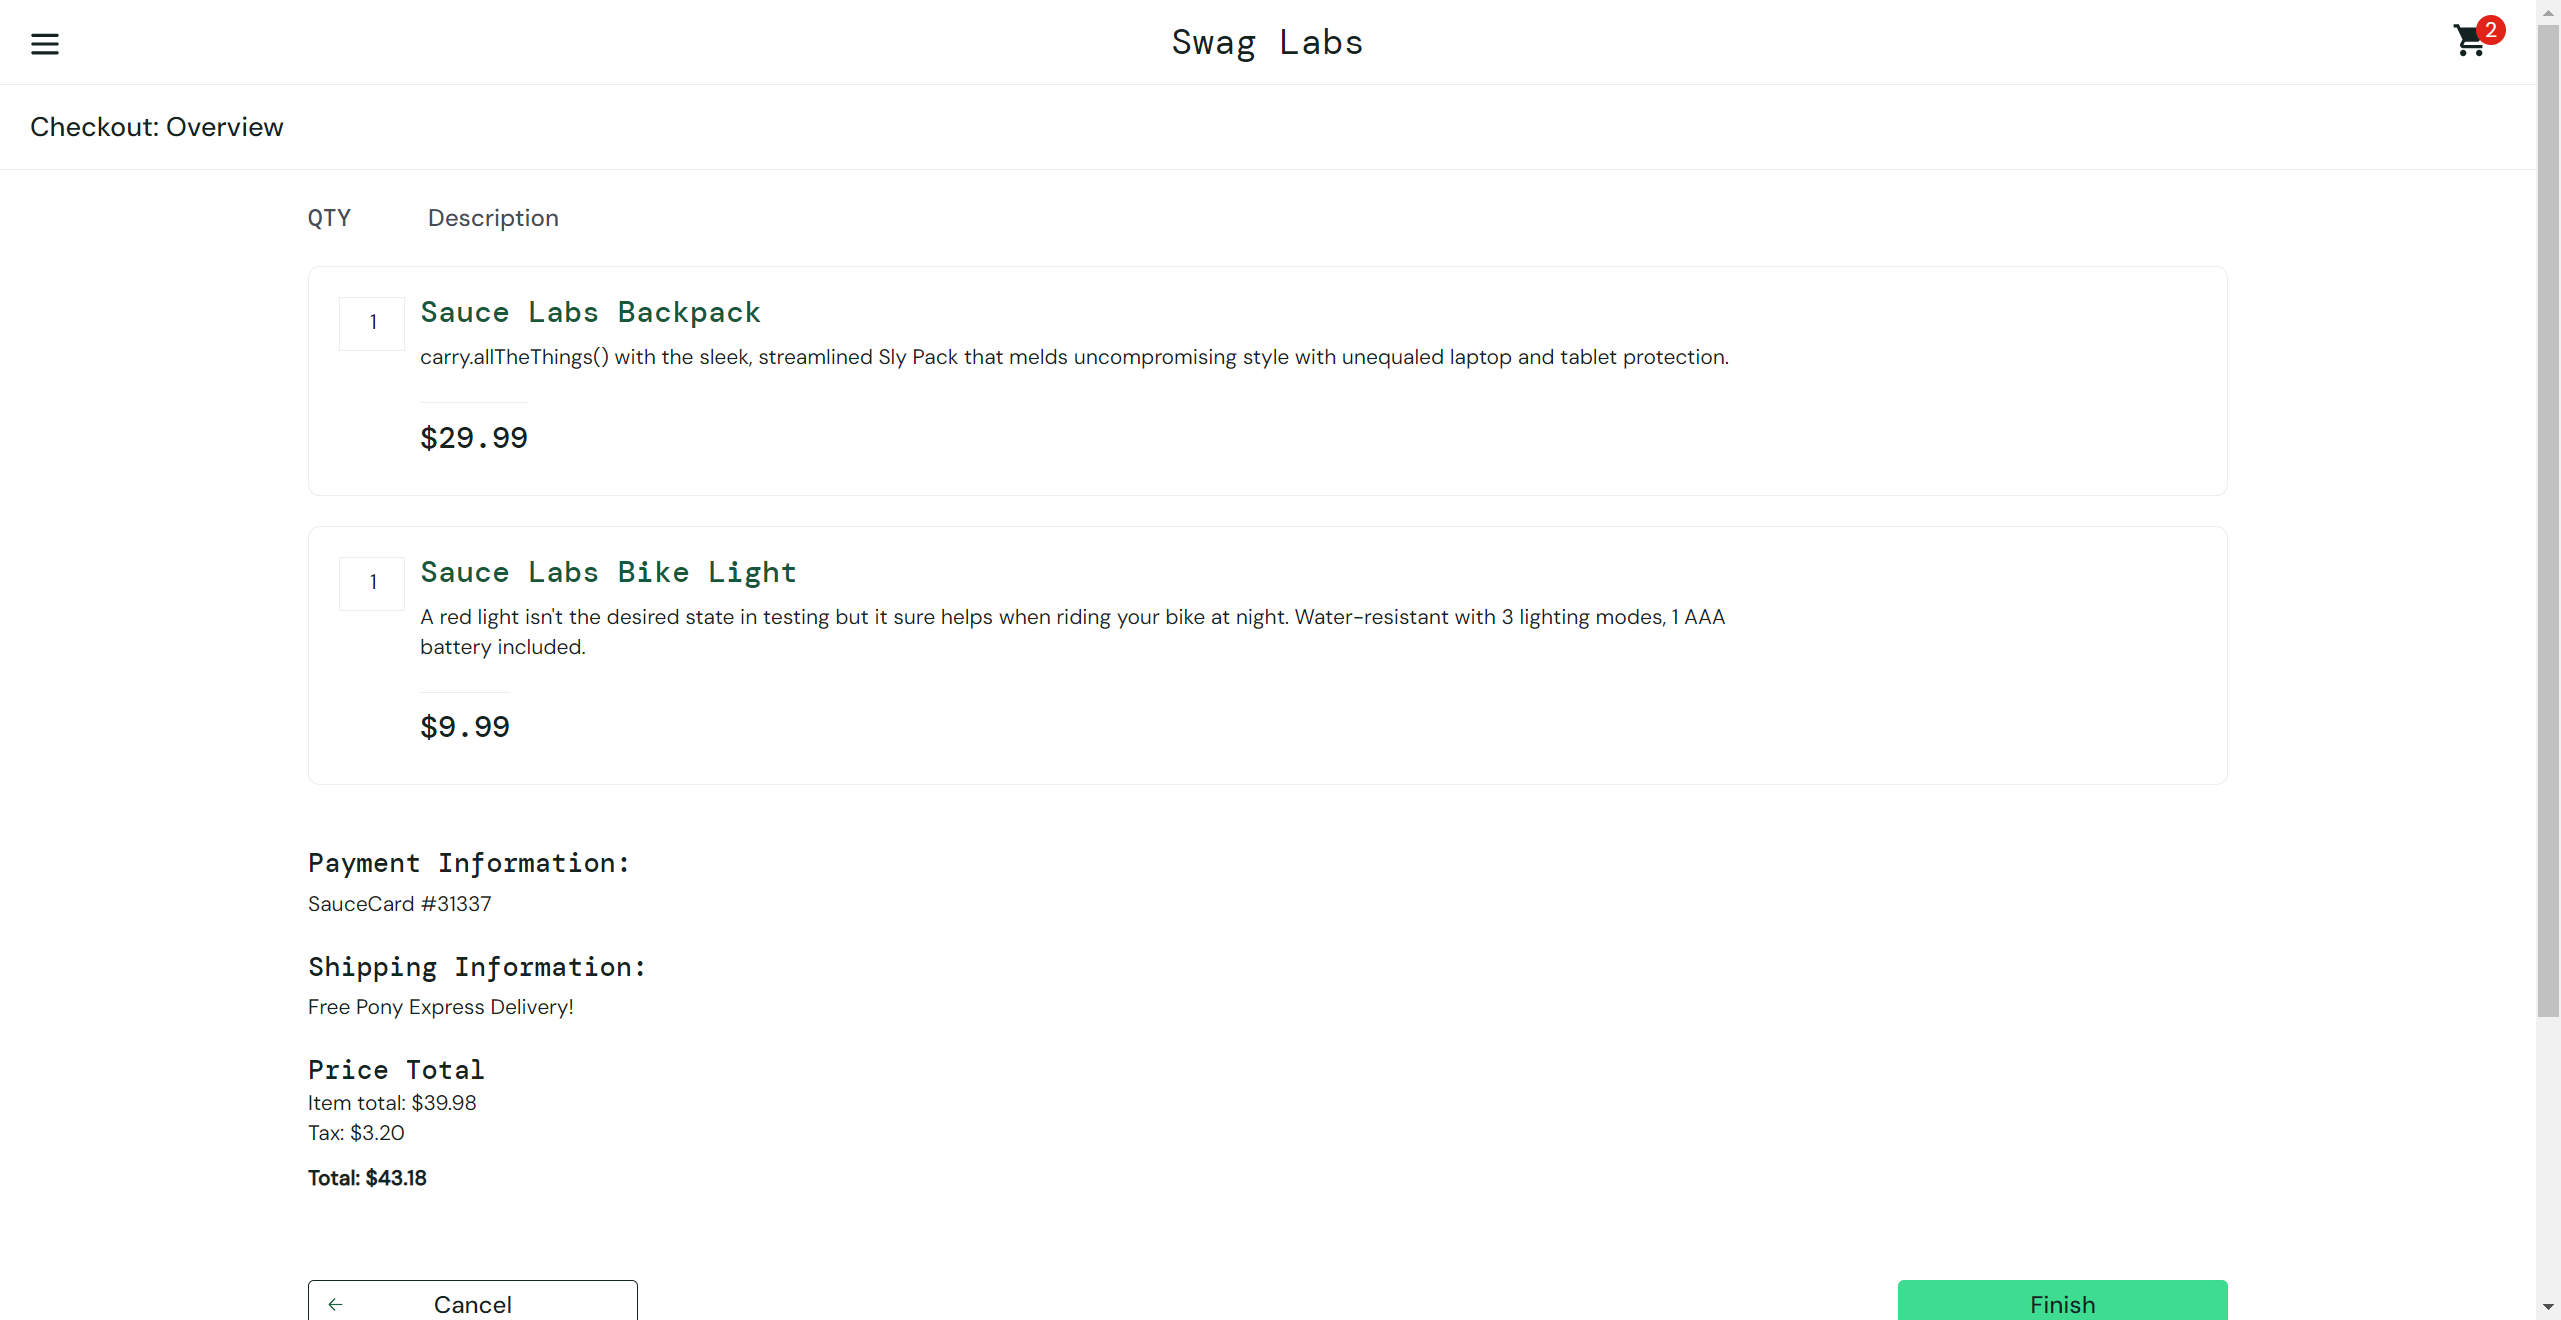 Swag Labs
2
Checkout: Overview
QTY Description
1
Sauce Labs Backpack
carry.allTheThings() with the sleek, streamlined Sly Pack that melds uncompromising style with unequaled laptop and tablet protection.
$29.99
1
Sauce Labs Bike Light
A red light isn't the desired state in testing but it sure helps when riding your bike at night. Water-resistant with 3 lighting modes, 1 AAA
battery included.
$9.99
Payment Information:
SauceCard #31337
Shipping Information:
Free Pony Express Delivery!
Price Total
Item total: $39.98
Tax: $3.20
Total: $43.18
Cancel
Finish